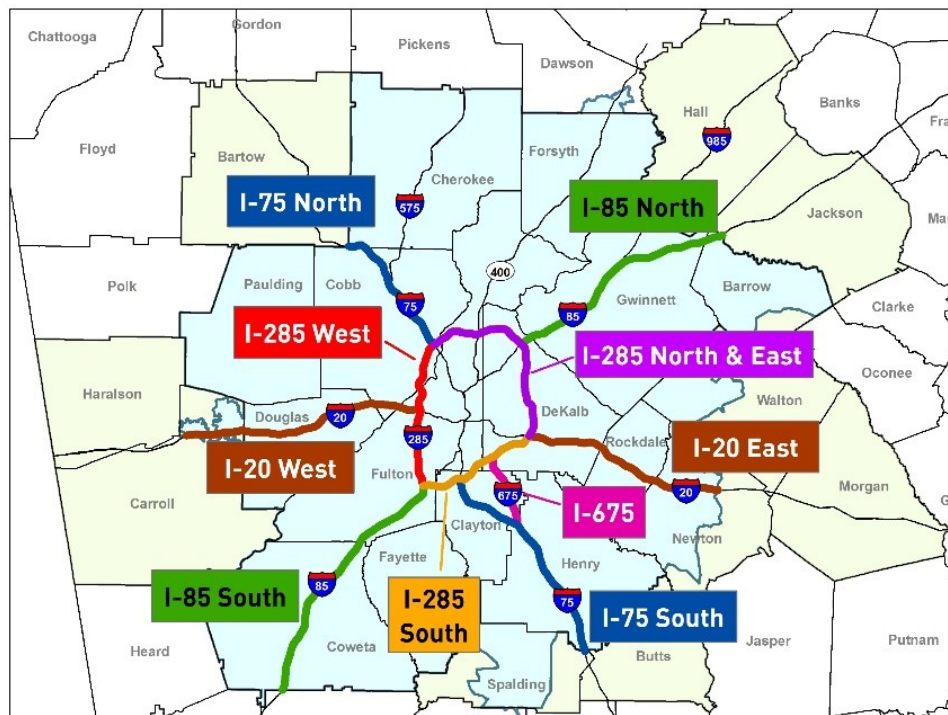 Gordon
Chattooga
Pickens
Dawson
Hall
Banks
Floyd
Bartow
Cherokee
Forsyth
985
I-75 North
575
I-85 North
Jackson
400
Polk
Paulding
Cobb
75
85
Gwinnett
Barrow
Clarke
I-285 West
I-285 North & East
Oconee
Haralson
Douglas
20
285
DeKalb
Walton
Rockdale
I-20 West
I-20 East
Fulton
675
I-675
20
Morgan
Carroll
Clayton
Newton
Fayette
Henry
I-85 South
85
I-285
South
75
I-75 South
Heard
Coweta
Spalding
Butts
Jasper
Putnam